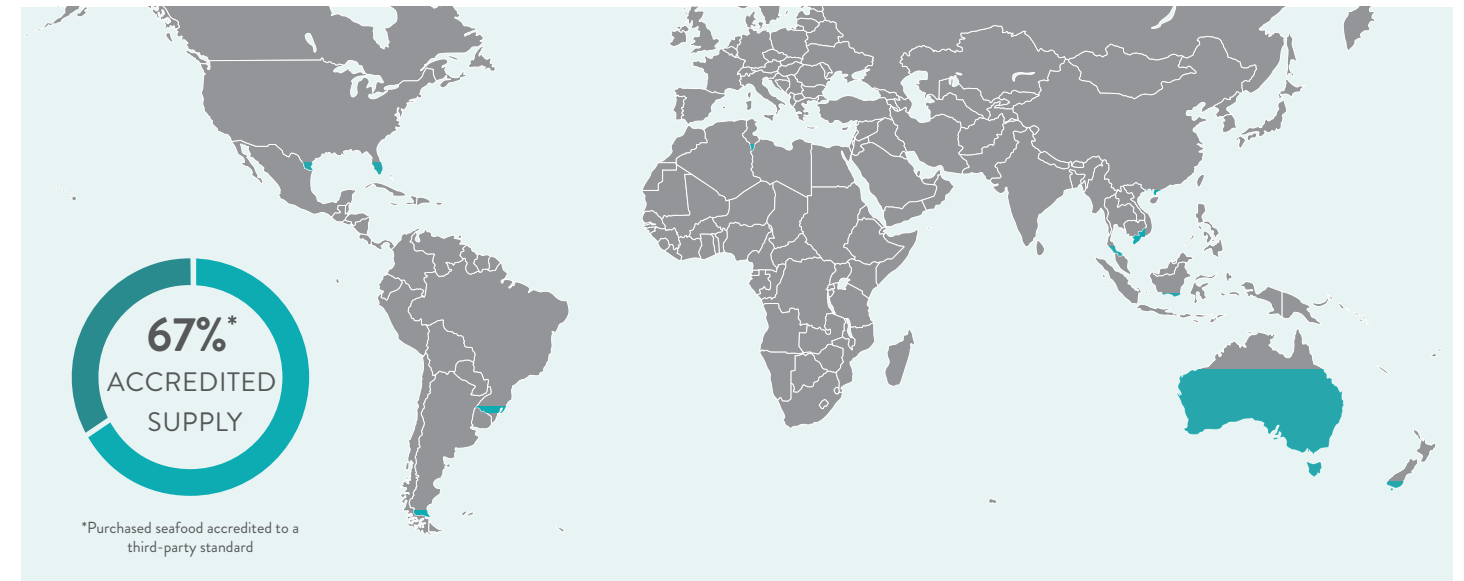 67%*
ACCREDITED
SUPPLY
*Purchased seafood accredited to a
third-party standard